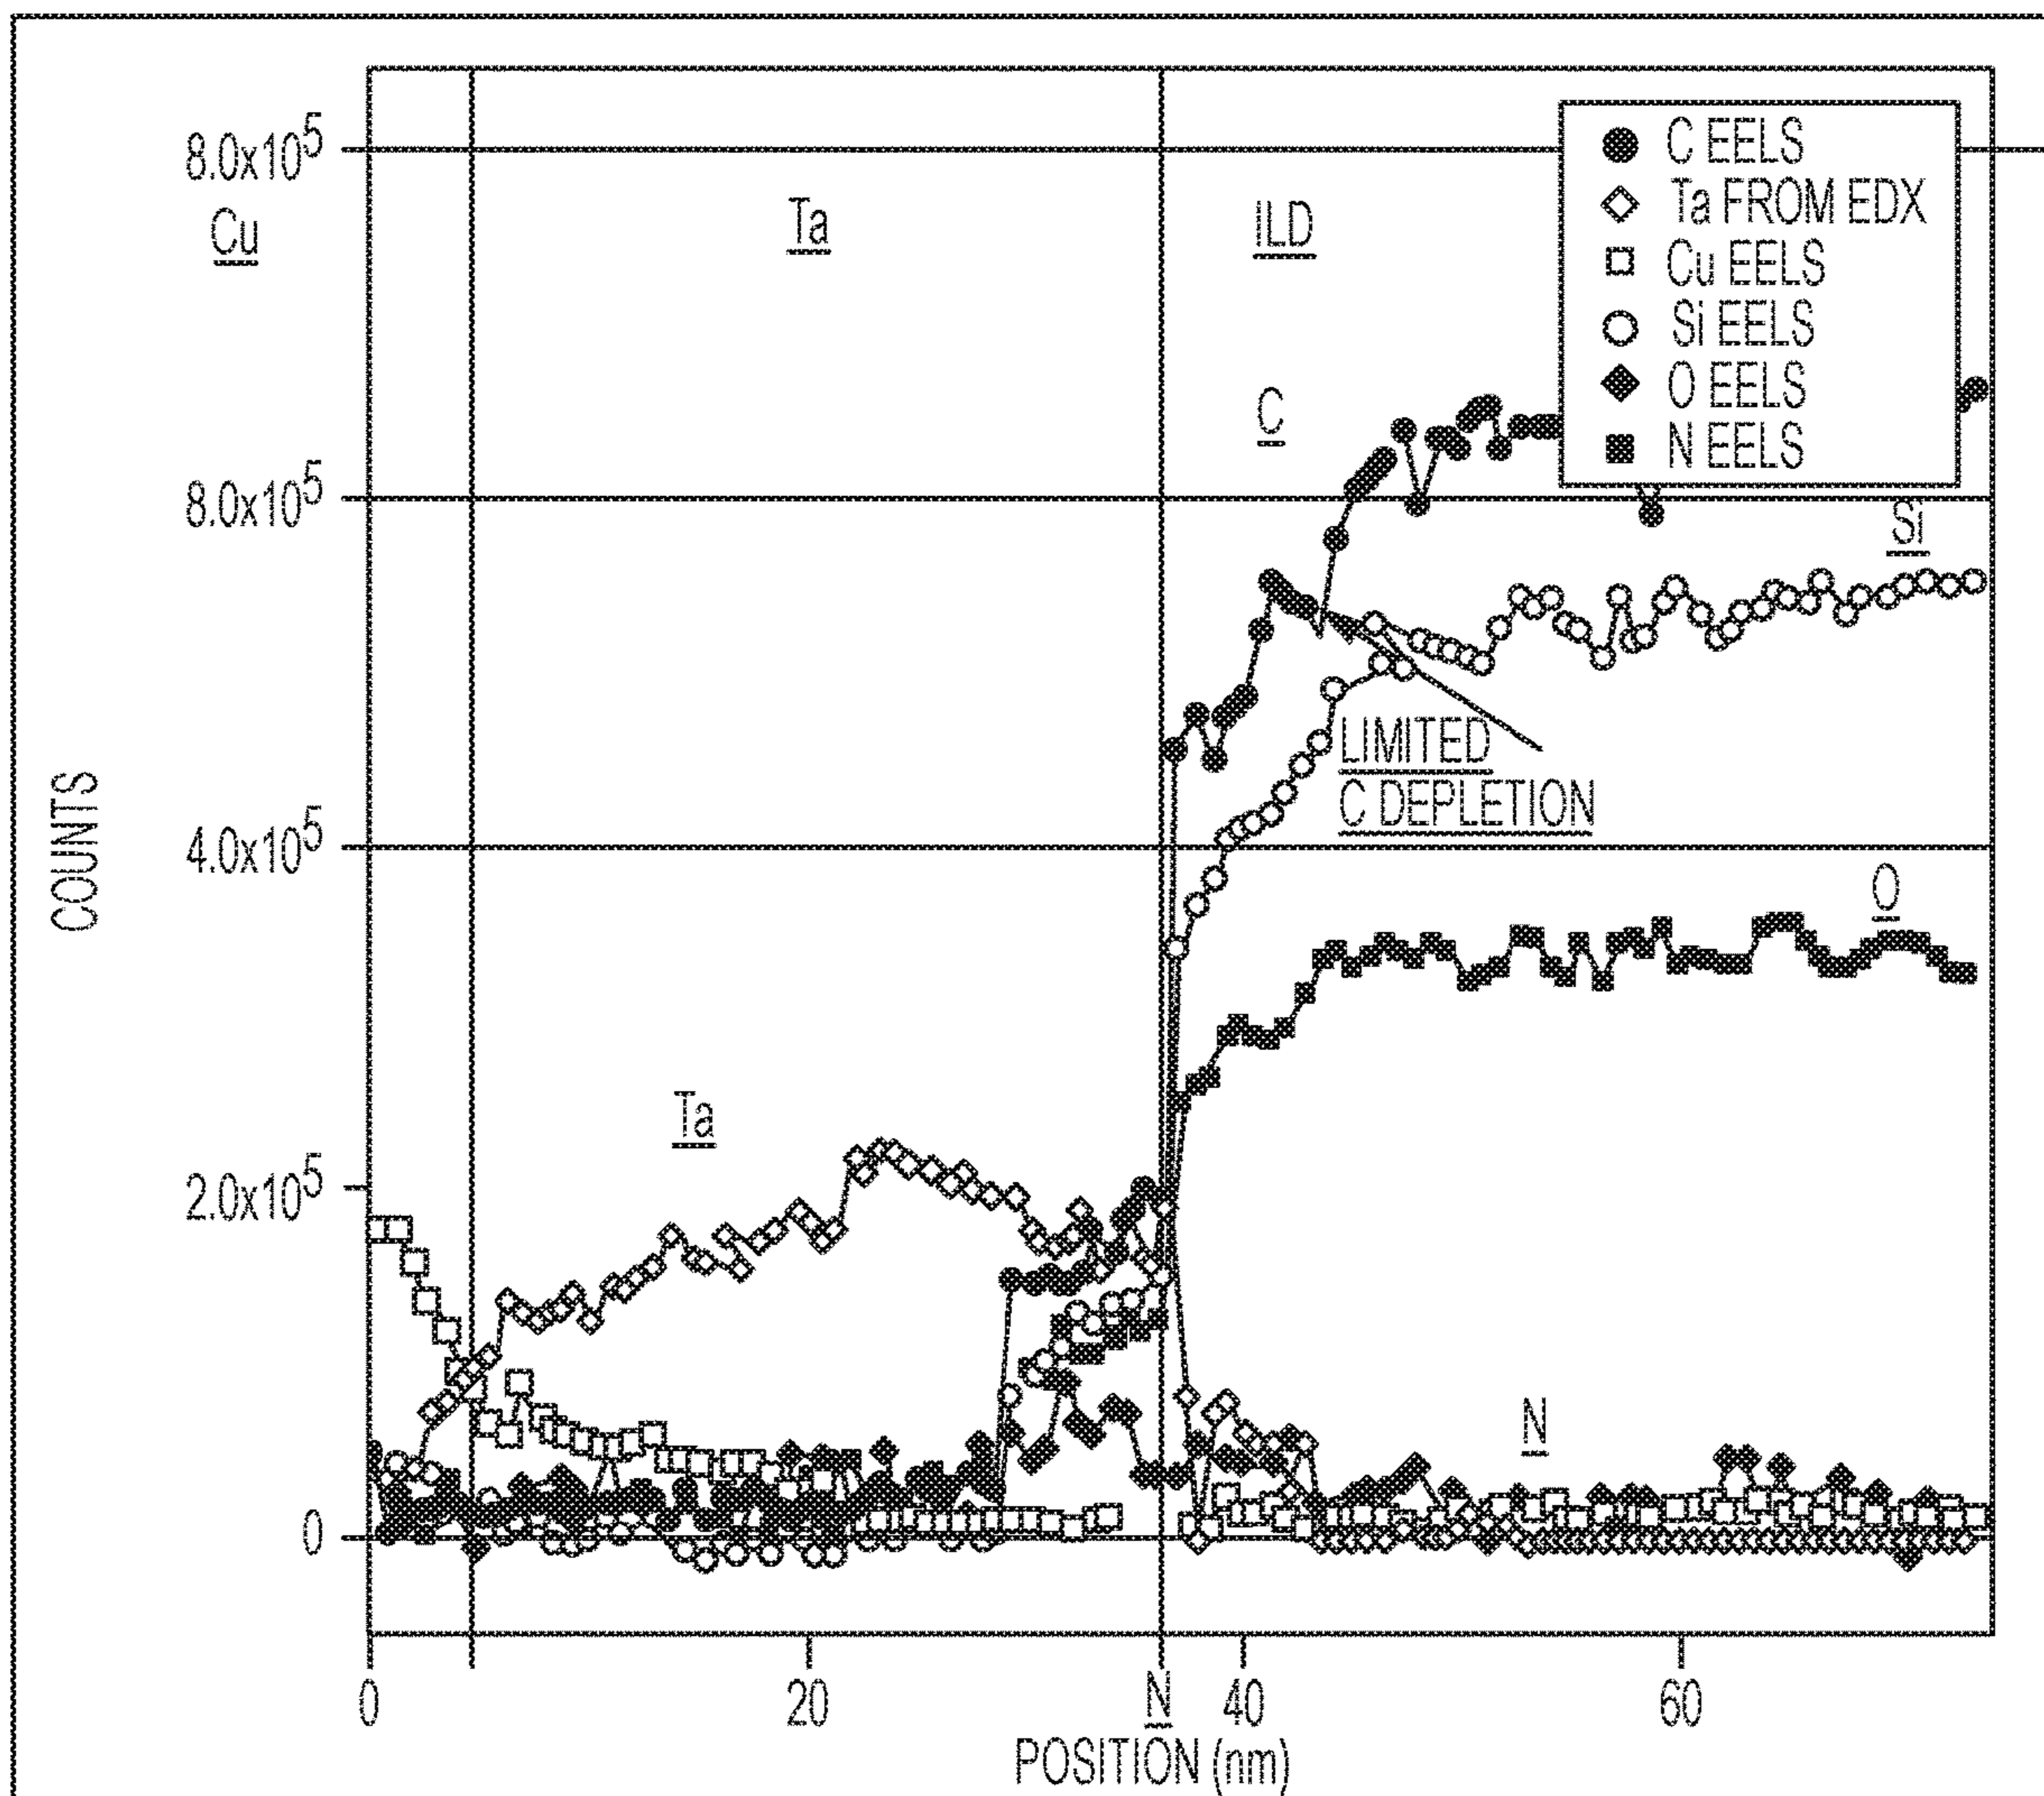 8.0x10^5
Cu
Ta
ILD
C EELS
Ta FROM EDX
Cu EELS
Si EELS
O EELS
N EELS
C
8.0x10^5
Si
LIMITED
C DEPLETION
COUNTS
4.0x10^5
O
Ta
2.0x10^5
N
0
0
20
N
40
60
POSITION (nm)